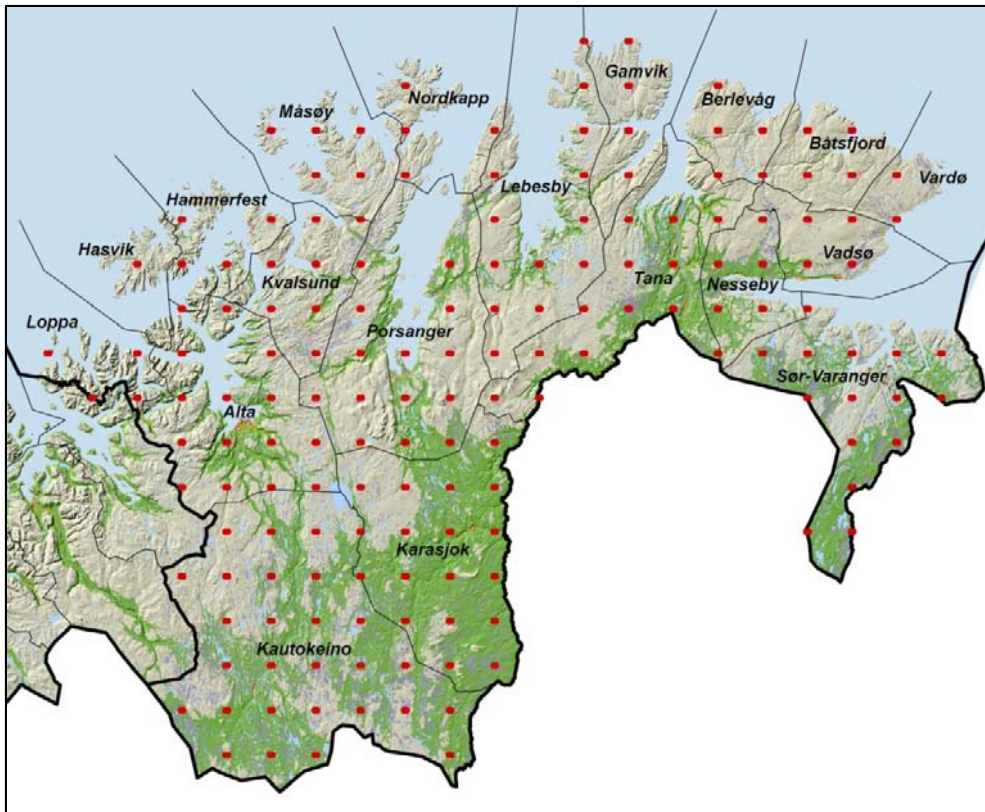 Gamvik
Nordkapp
Berlevåg
Måsøy
Båtsfjord
Vardø
Lebesby
Hammerfest
Hasvik
Vadsø
Kvalsund
Tana
Nesseby
Loppa
Porsanger
Sør-Varanger
Alta
Karasjok
Kautokeino